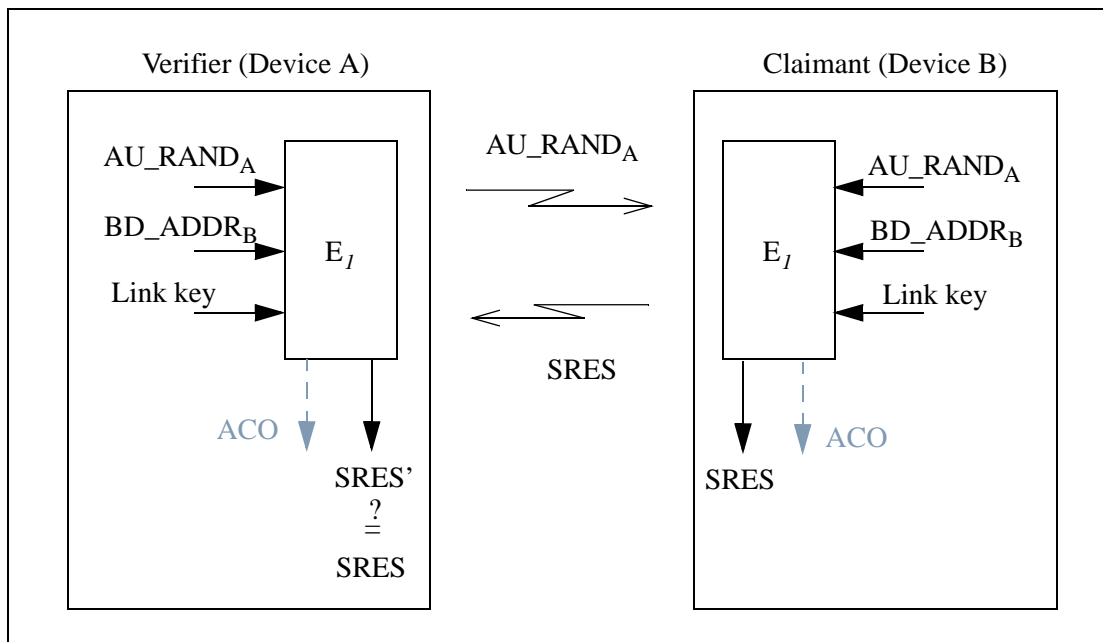 Verifier (Device A)
Claimant (Device B)
AU_RANDA
BD_ADDRB
Link key
E1
ACO
SRES’
?
=
SRES
AU_RANDA
SRES
AU_RANDA
BD_ADDRB
Link key
E1
SRES
ACO